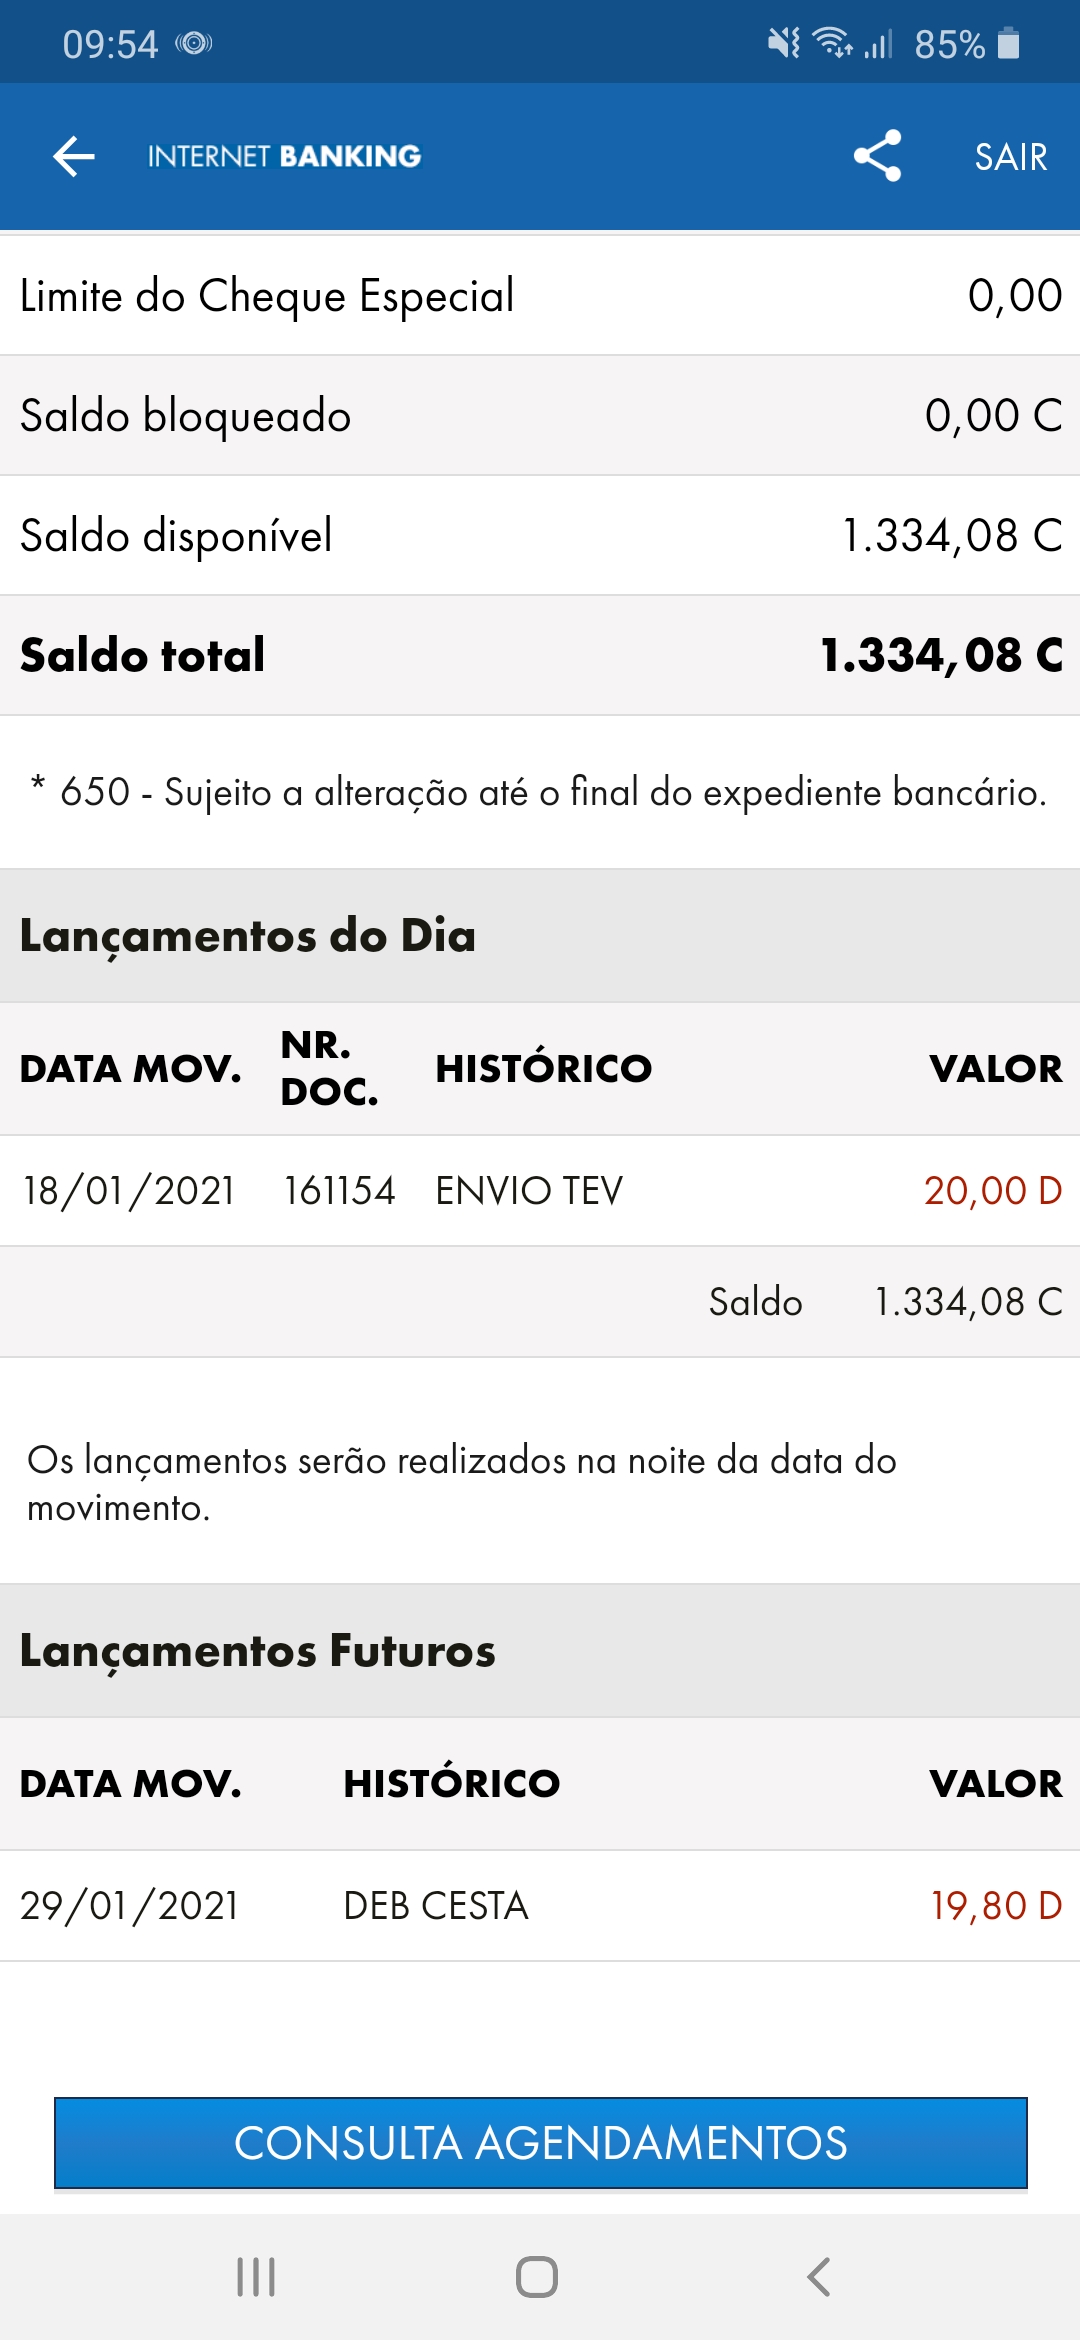 09:54 85%
INTERNET BANKING SAIR
Limite do Cheque Especial 0,00
Saldo bloqueado 0,00 C
Saldo disponível 1.334,08 C
Saldo total 1.334,08 C
* 650 - Sujeito a alteração até o final do expediente bancário.
Lançamentos do Dia
DATA MOV. NR. DOC. HISTÓRICO VALOR
18/01/2021 161154 ENVIO TEV 20,00 D
Saldo 1.334,08 C
Os lançamentos serão realizados na noite da data do
movimento.
Lançamentos Futuros
DATA MOV. HISTÓRICO VALOR
29/01/2021 DEB CESTA 19,80 D
CONSULTA AGENDAMENTOS